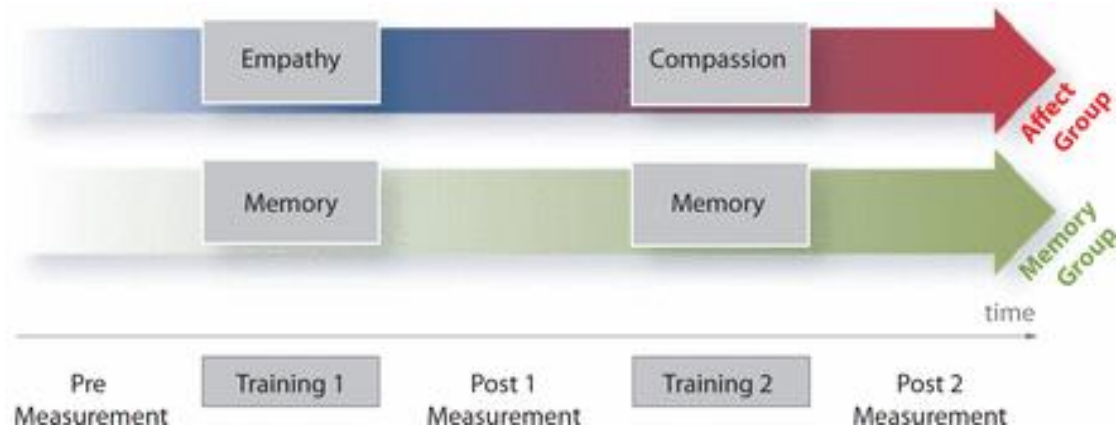 Empathy
Compassion
Affect
Group
Memory
Memory
Memory
Group
time
Pre
Measurement
Training 1
Post 1
Measurement
Training 2
Post 2
Measurement